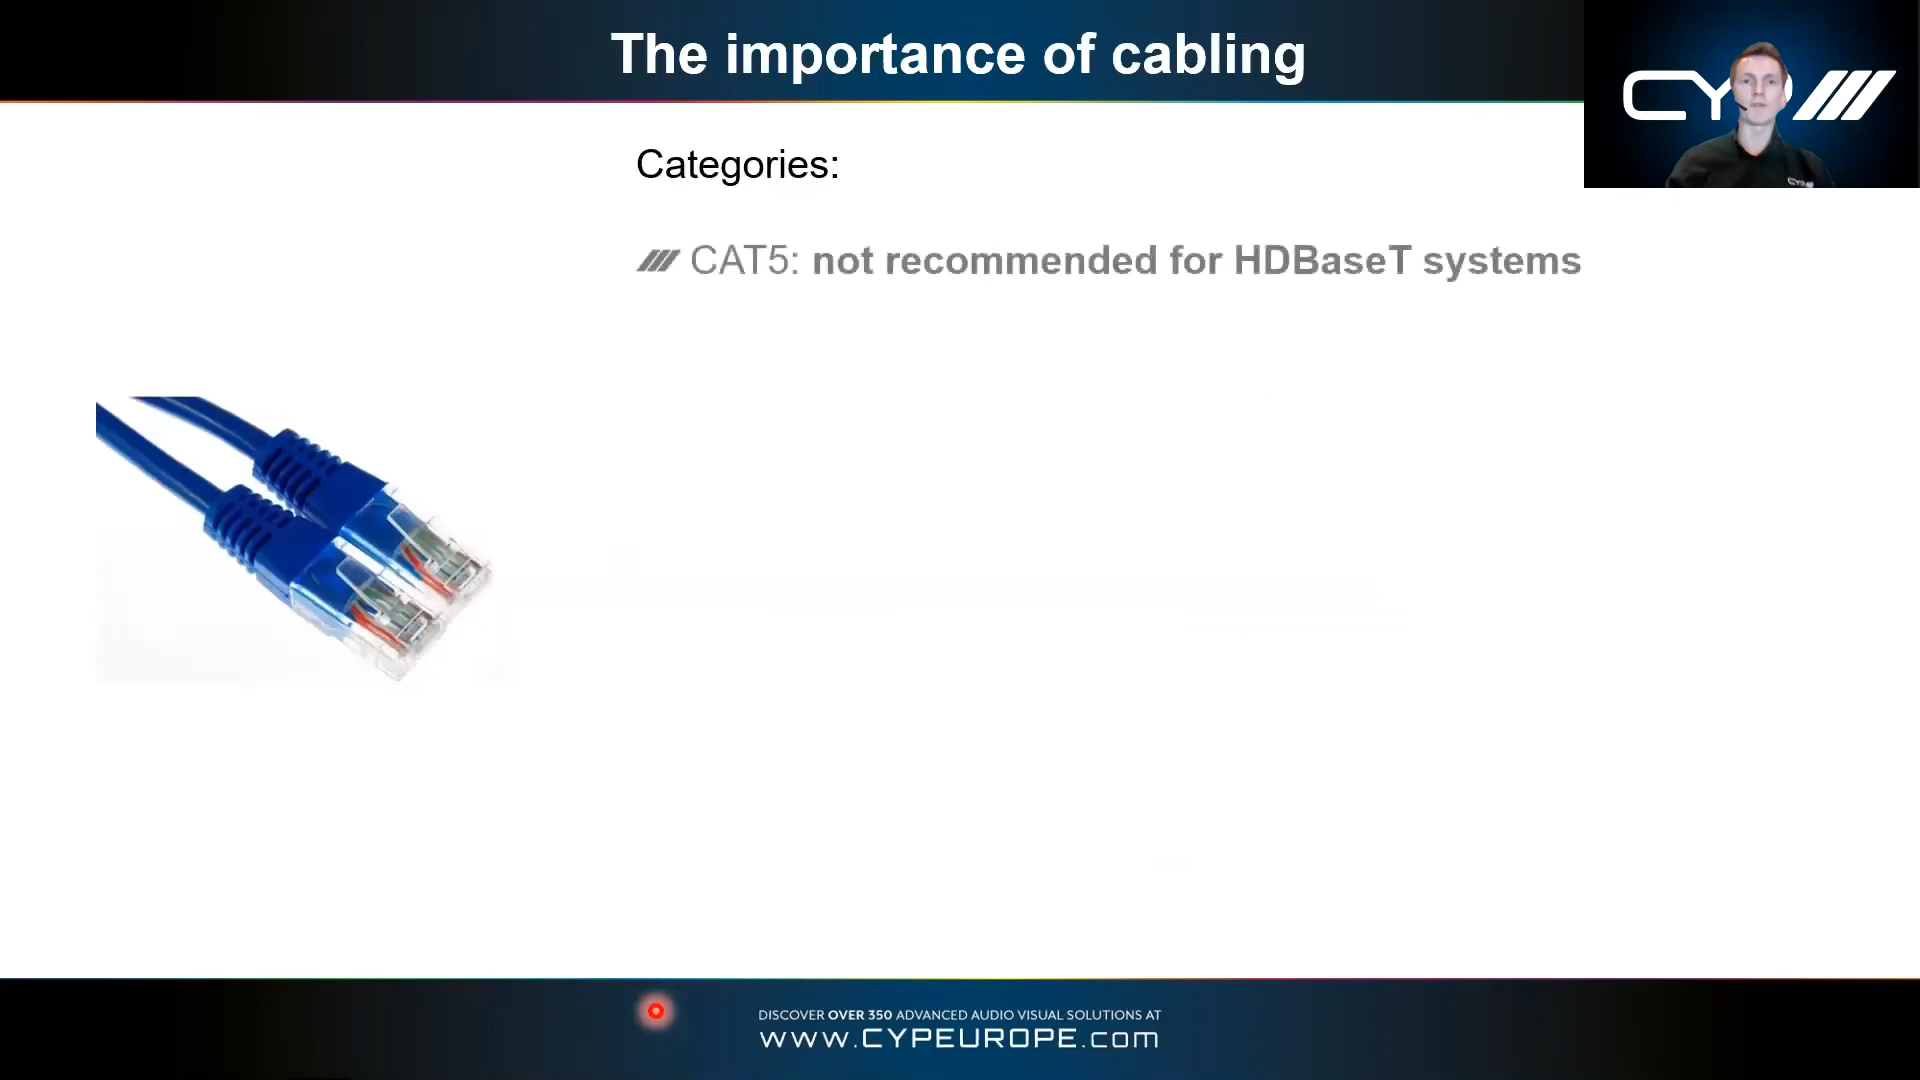 The importance of cabling
CYP
Categories:
CAT5: not recommended for HDBaseT systems
DISCOVER OVER 350 ADVANCED AUDIO VISUAL SOLUTIONS AT
WWW.CYPEUROPE.com